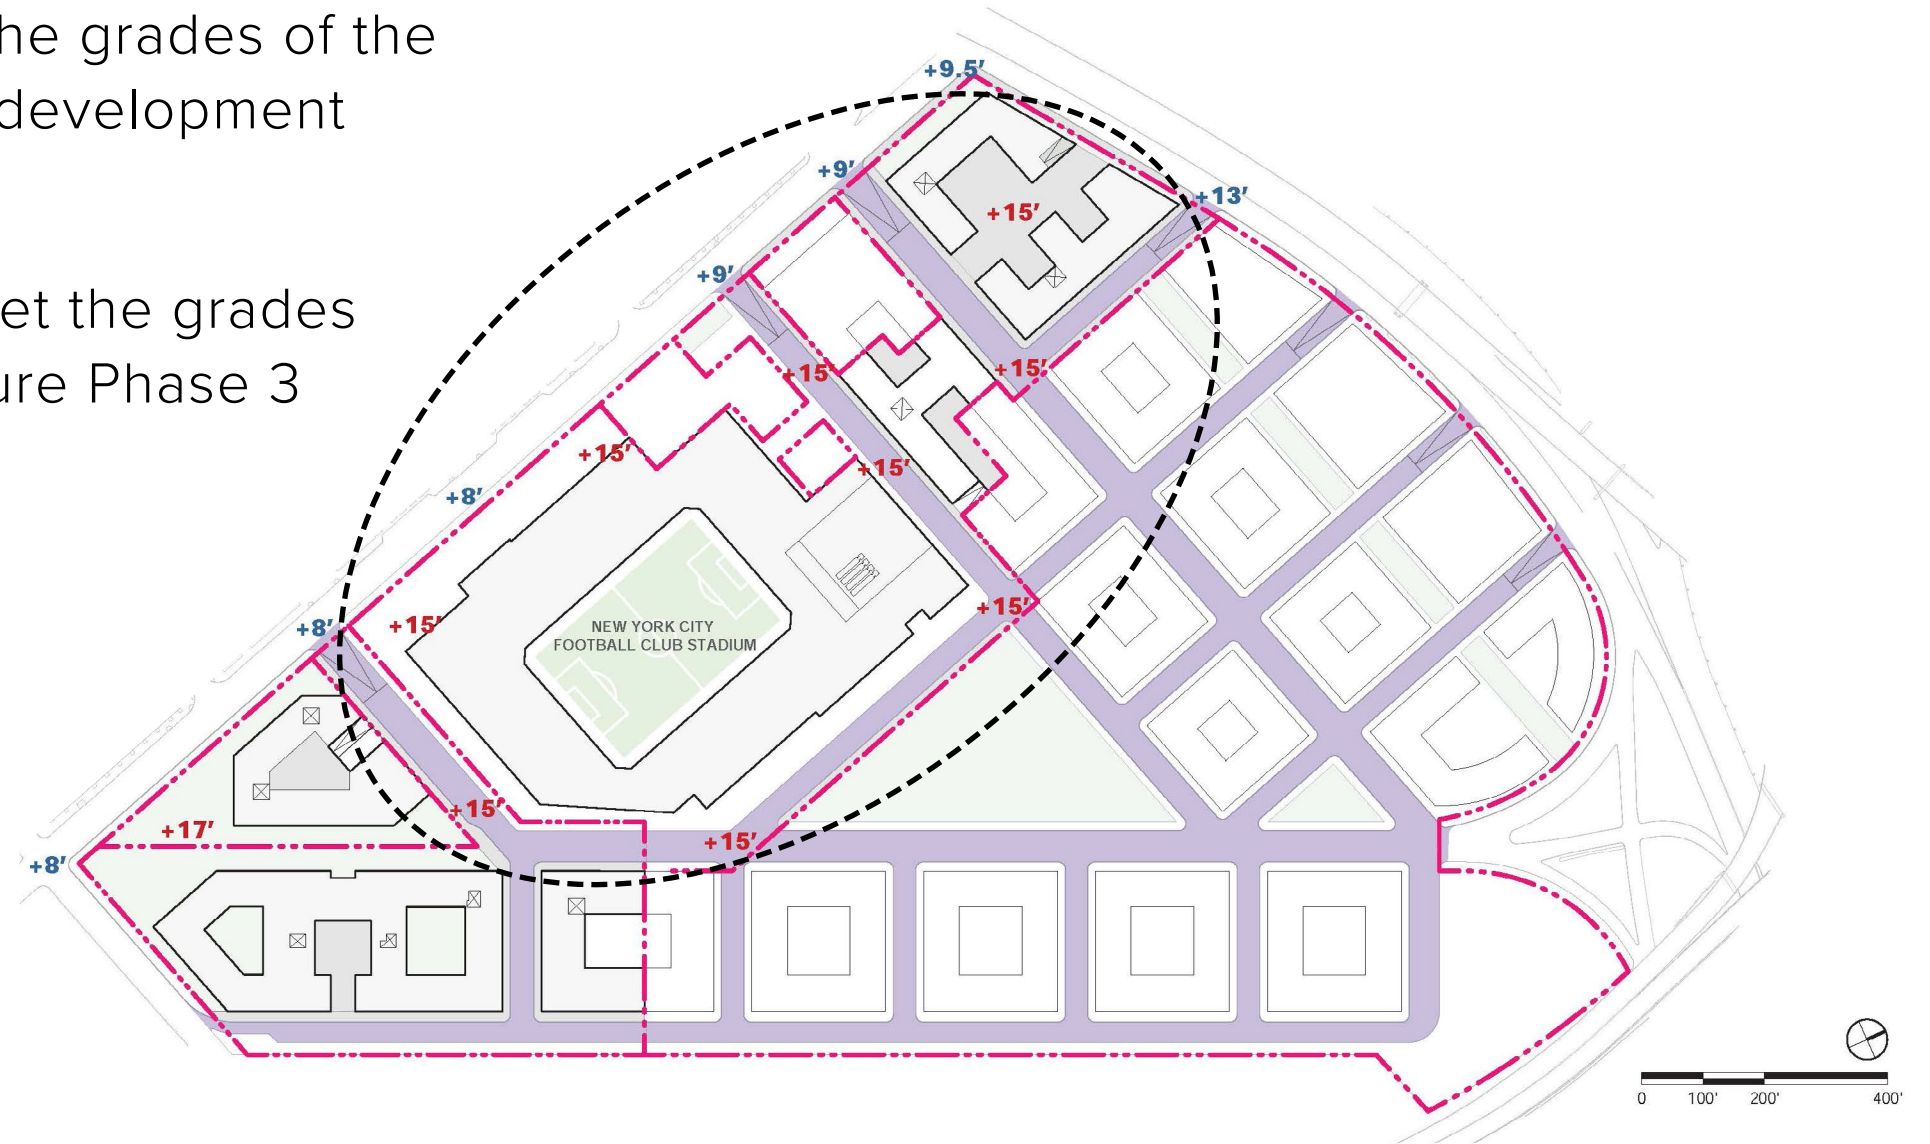 he grades of the
development
et the grades
ure Phase 3
+9.5'
+9'
+13'
+15'
+9'
+15'
+15'
+15'
+15'
+8'
+15'
+15'
+8'
NEW YORK CITY
FOOTBALL CLUB STADIUM
+15'
+17'
+15'
+8'
0 100' 200' 400'